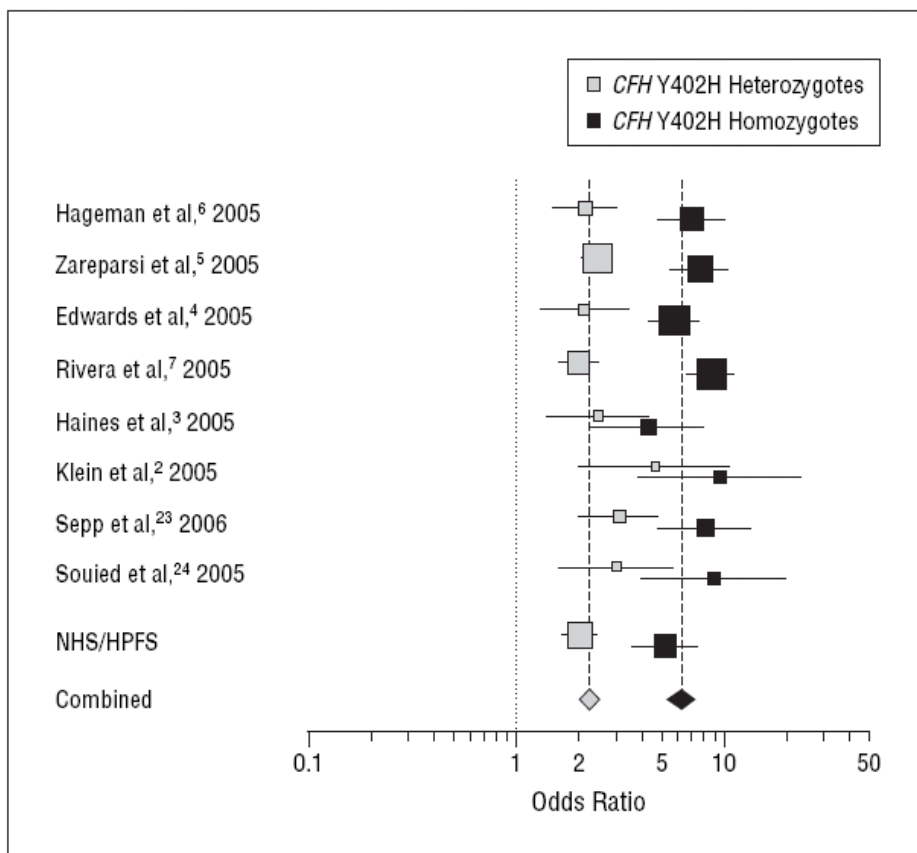 CFH Y402H Heterozygotes
CFH Y402H Homozygotes
Hageman et al,⁶ 2005
Zareparsi et al,⁵ 2005
Edwards et al,⁴ 2005
Rivera et al,⁷ 2005
Haines et al,³ 2005
Klein et al,² 2005
Sepp et al,²³ 2006
Souied et al,²⁴ 2005
NHS/HPFS
Combined
0.1 1 2 5 10 50
Odds Ratio